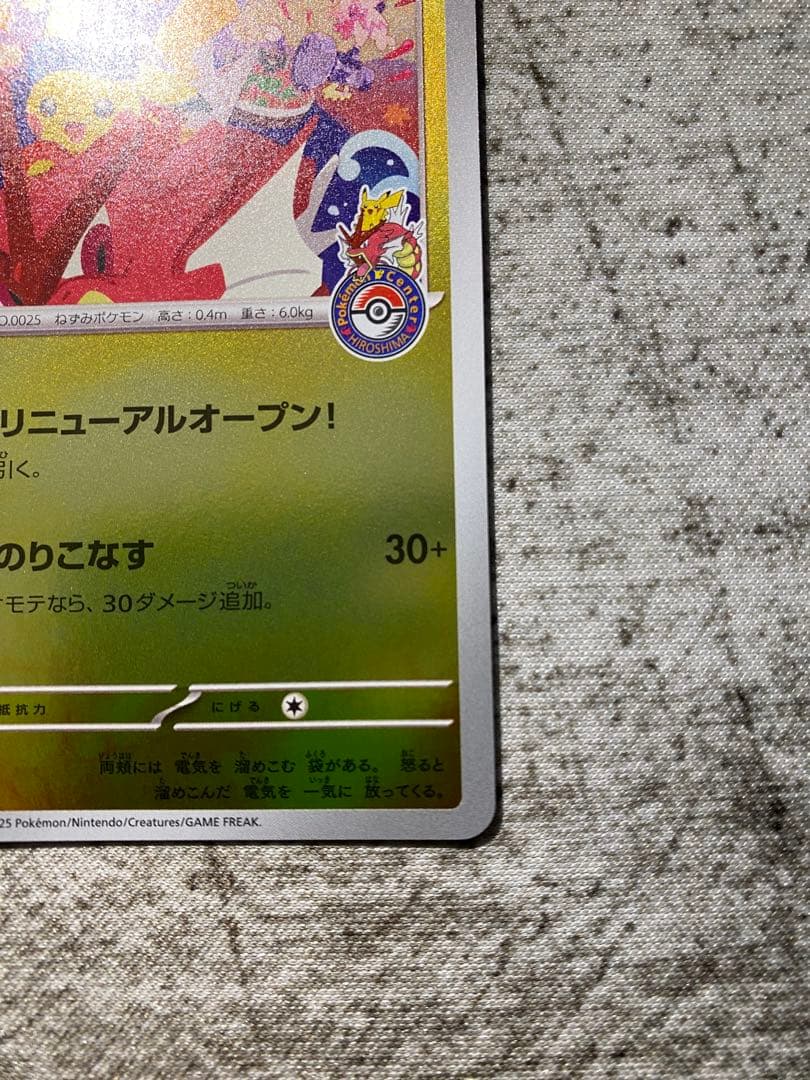 O.0025 ねずみポケモン 高さ:0.4m 重さ:6.0kg
Pokémon Center
HIROSHIMA
リニューアルオープン!
引く。
のりこなす 30+
モテなら、30ダメージ追加。
抵抗力 にげる
両頬には 電気を 溜めこむ 袋がある。 怒ると
溜めこんだ 電気を 一気に 放ってくる。
25 Pokémon/Nintendo/Creatures/GAME FREAK.